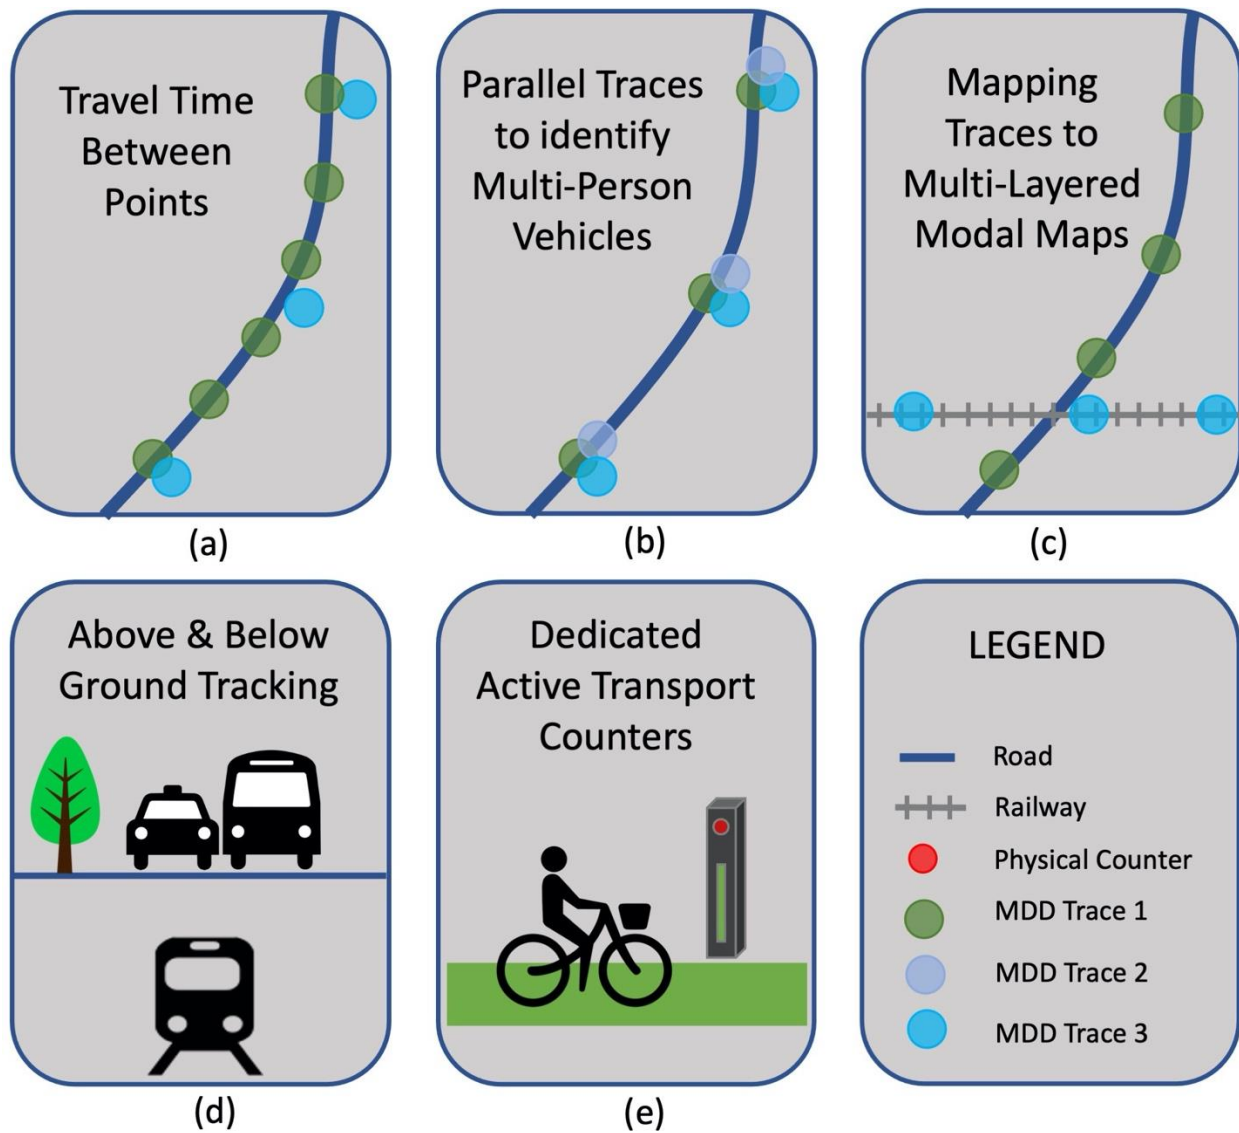 Travel Time
Between
Points
(a)
Parallel Traces
to identify
Multi-Person
Vehicles
(b)
Mapping
Traces to
Multi-Layered
Modal Maps
(c)
Above & Below
Ground Tracking
(d)
Dedicated
Active Transport
Counters
(e)
LEGEND
Road
Railway
Physical Counter
MDD Trace 1
MDD Trace 2
MDD Trace 3